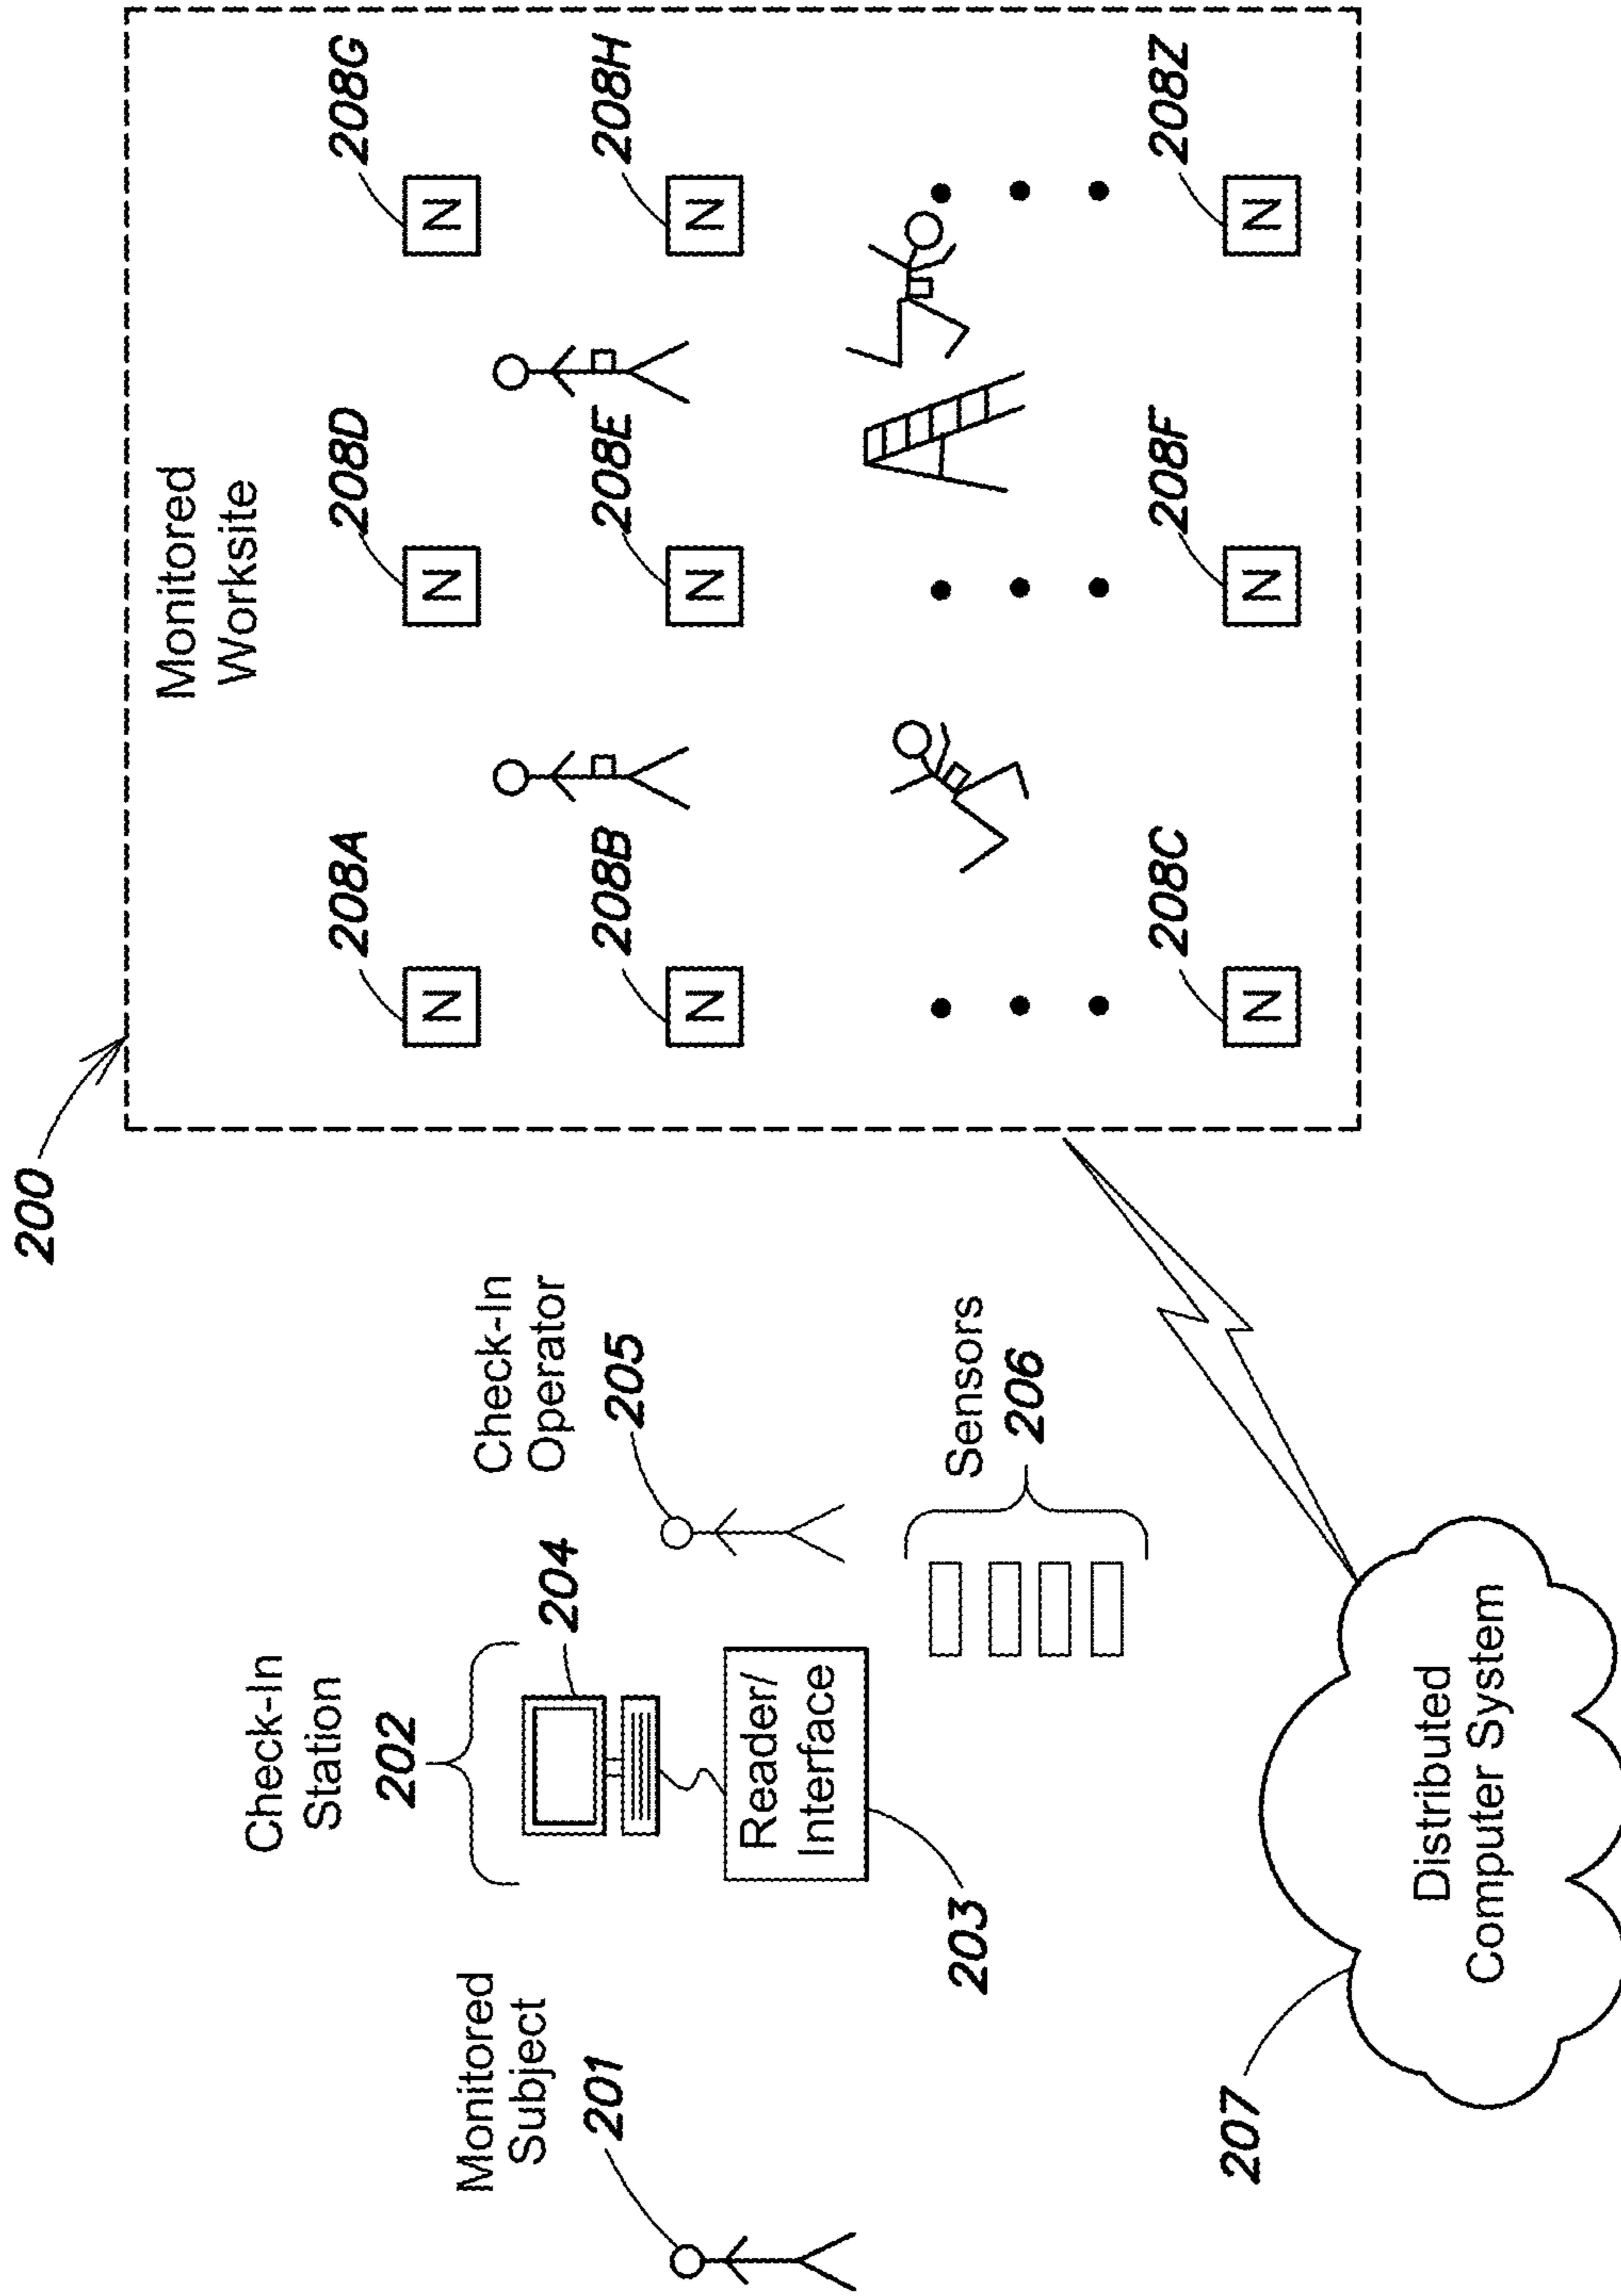 200
Monitored
Worksite
208A
N
208D
N
208G
N
208B
N
208E
N
208H
N
208C
N
208F
N
208Z
N
Monitored
Subject
201
Check-In
Station
202
204
Reader/
Interface
203
Check-In
Operator
205
Sensors
206
207
Distributed
Computer System